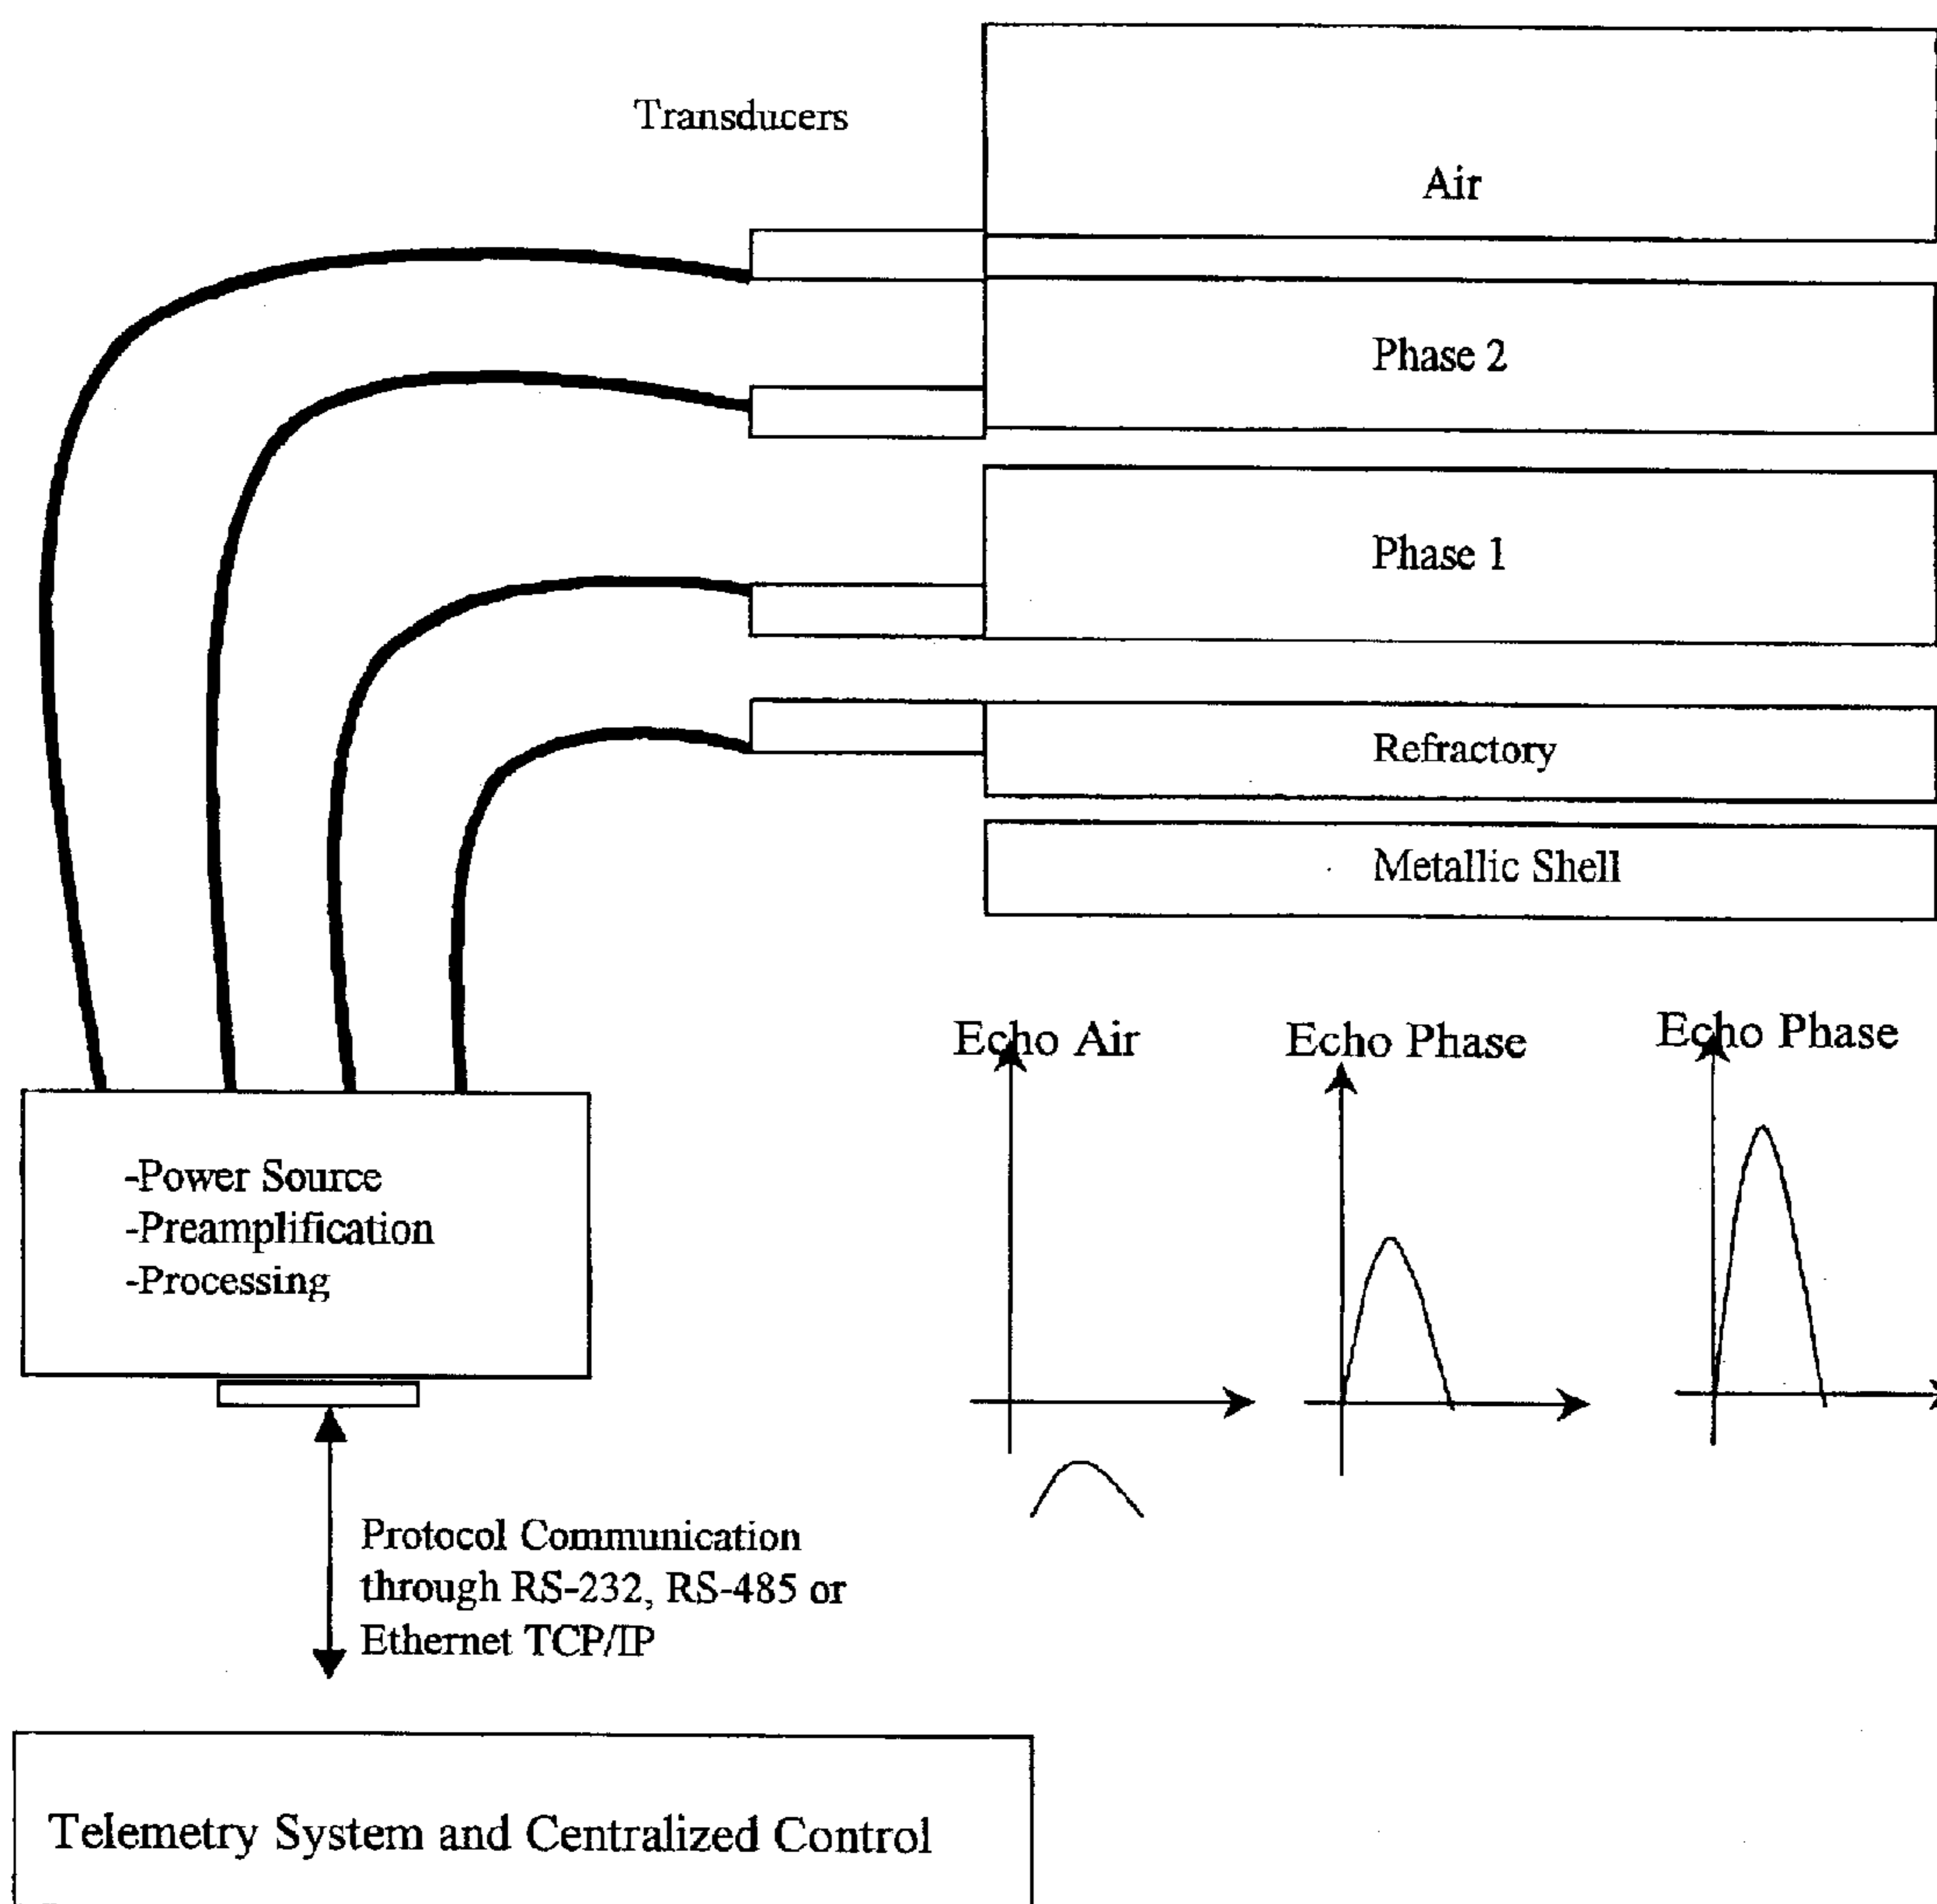 Transducers
Air
Phase 2
Phase 1
Refractory
Metallic Shell
Echo Air
Echo Phase
Echo Phase
-Power Source
-Preamplification
-Processing
Protocol Communication
through RS-232, RS-485 or
Ethernet TCP/IP
Telemetry System and Centralized Control